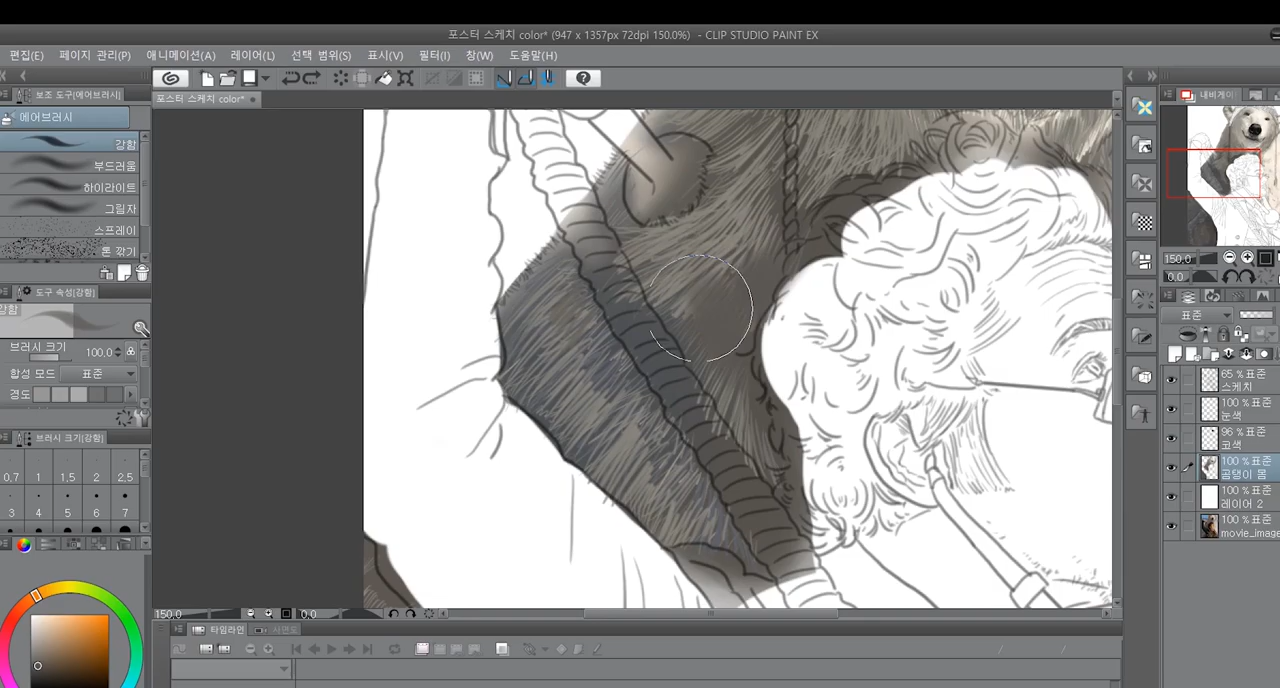 포스터 스케치 color* (947 x 1357px 72dpi 150.0%) - CLIP STUDIO PAINT EX
편집(E) 페이지 관리(P) 애니메이션(A) 레이어(L) 선택 범위(S) 표시(V) 필터(I) 창(W) 도움말(H)
보조 도구[에어브러시]
포스터 스케치 color*
내비게이
에어브러시
강함
부드러움
하이라이트
그림자
스프레이
톤 깎기
도구 속성[강함]
강함
브러시 크기 100.0
합성 모드 표준
경도
브러시 크기[강함]
0.7 1 1.5 2 2.5
3 4 5 6 7
150.0
0.0
표준
65 % 표준
스케치
100 % 표준
눈색
96 % 표준
코색
100 % 표준
곰탱이 몸
100 % 표준
레이어 2
100 % 표준
movie_image
150.0 0.0
타임라인